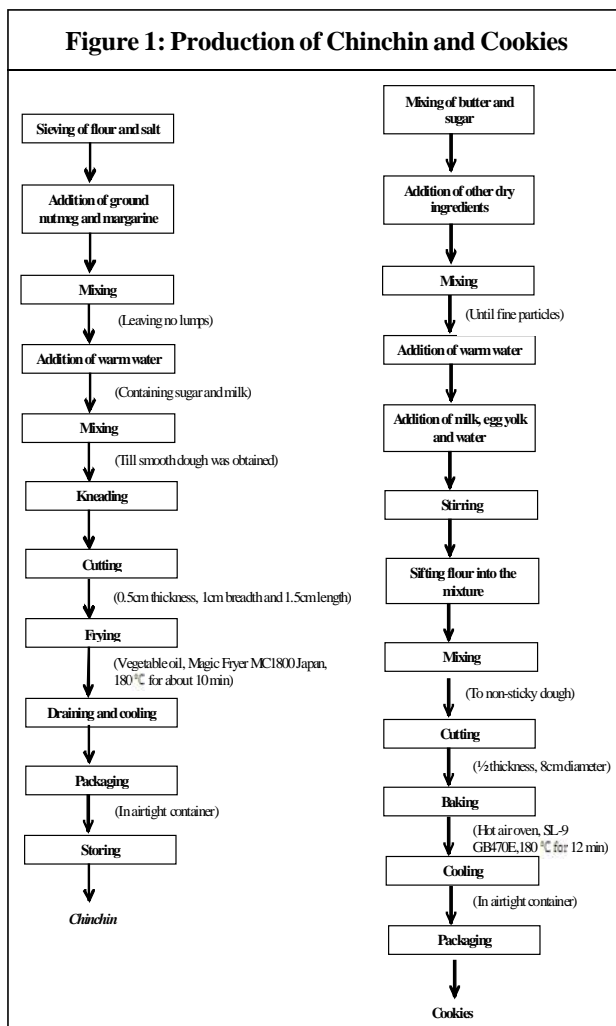 Figure 1: Production of Chinchin and Cookies
Sieving of flour and salt
Addition of ground
nutmeg and margarine
Mixing
(Leaving no lumps)
Addition of warm water
(Containing sugar and milk)
Mixing
(Till smooth dough was obtained)
Kneading
Cutting
(0.5cm thickness, 1cm breadth and 1.5cm length)
Frying
(Vegetable oil, Magic Fryer MC1800 Japan,
180 °C for about 10 min)
Draining and cooling
Packaging
(In airtight container)
Storing
Chinchin
Mixing of butter and
sugar
Addition of other dry
ingredients
Mixing
(Until fine particles)
Addition of warm water
Addition of milk, egg yolk
and water
Stirring
Sifting flour into the
mixture
Mixing
(To non-sticky dough)
Cutting
(½ thickness, 8cm diameter)
Baking
(Hot air oven, SL-9
GB470E,180 °C for 12 min)
Cooling
(In airtight container)
Packaging
Cookies